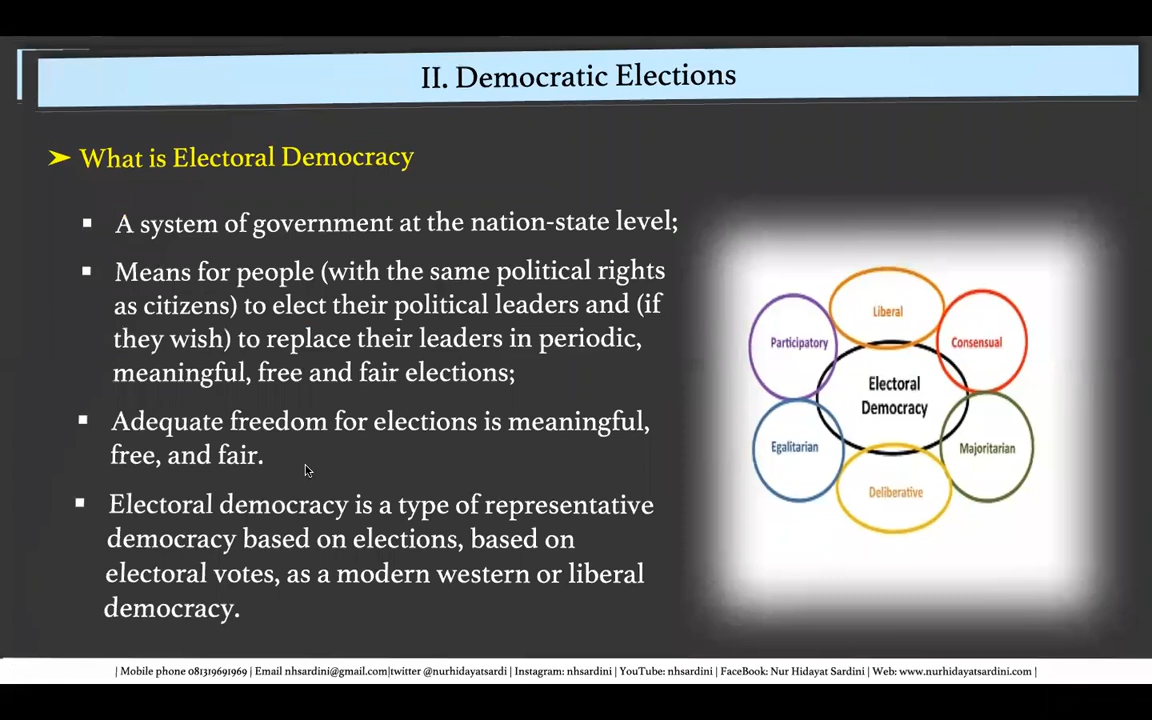 II. Democratic Elections
➤ What is Electoral Democracy
▪ A system of government at the nation-state level;
▪ Means for people (with the same political rights
as citizens) to elect their political leaders and (if
they wish) to replace their leaders in periodic,
meaningful, free and fair elections;
▪ Adequate freedom for elections is meaningful,
free, and fair.
▪ Electoral democracy is a type of representative
democracy based on elections, based on
electoral votes, as a modern western or liberal
democracy.
Liberal
Participatory
Consensual
Electoral
Democracy
Egalitarian
Majoritarian
Deliberative
| Mobile phone 081319691969 | Email nhsardini@gmail.com|twitter @nurhidayatsardi | Instagram: nhsardini | YouTube: nhsardini | FaceBook: Nur Hidayat Sardini | Web: www.nurhidayatsardini.com |